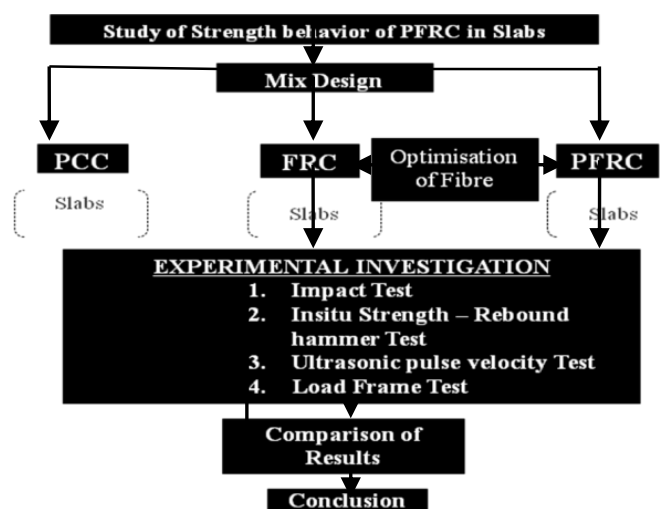 Study of Strength behavior of PFRC in Slabs
Mix Design
PCC
FRC
Optimisation
of Fibre
PFRC
Slabs
Slabs
Slabs
EXPERIMENTAL INVESTIGATION
1. Impact Test
2. Insitu Strength – Rebound
hammer Test
3. Ultrasonic pulse velocity Test
4. Load Frame Test
Comparison of
Results
Conclusion